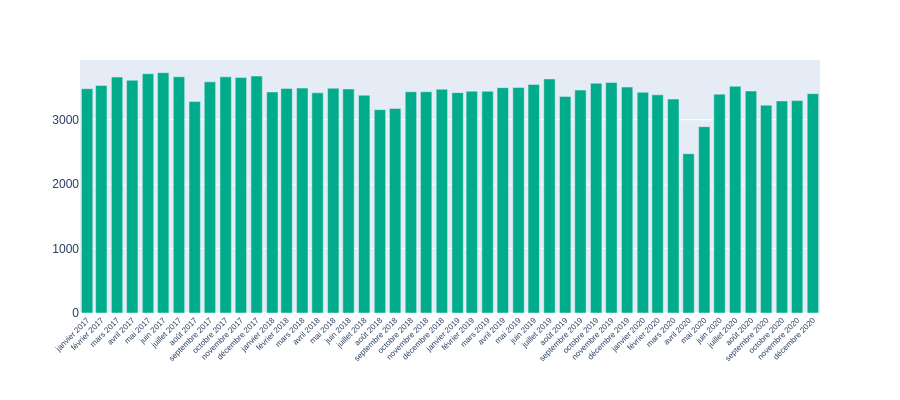 3000
2000
1000
0
janvier 2017
février 2017
mars 2017
avril 2017
mai 2017
juin 2017
juillet 2017
août 2017
septembre 2017
octobre 2017
novembre 2017
décembre 2017
janvier 2018
février 2018
mars 2018
avril 2018
mai 2018
juin 2018
juillet 2018
août 2018
septembre 2018
octobre 2018
novembre 2018
décembre 2018
janvier 2019
février 2019
mars 2019
avril 2019
mai 2019
juin 2019
juillet 2019
août 2019
septembre 2019
octobre 2019
novembre 2019
décembre 2019
janvier 2020
février 2020
mars 2020
avril 2020
mai 2020
juin 2020
juillet 2020
août 2020
septembre 2020
octobre 2020
novembre 2020
décembre 2020